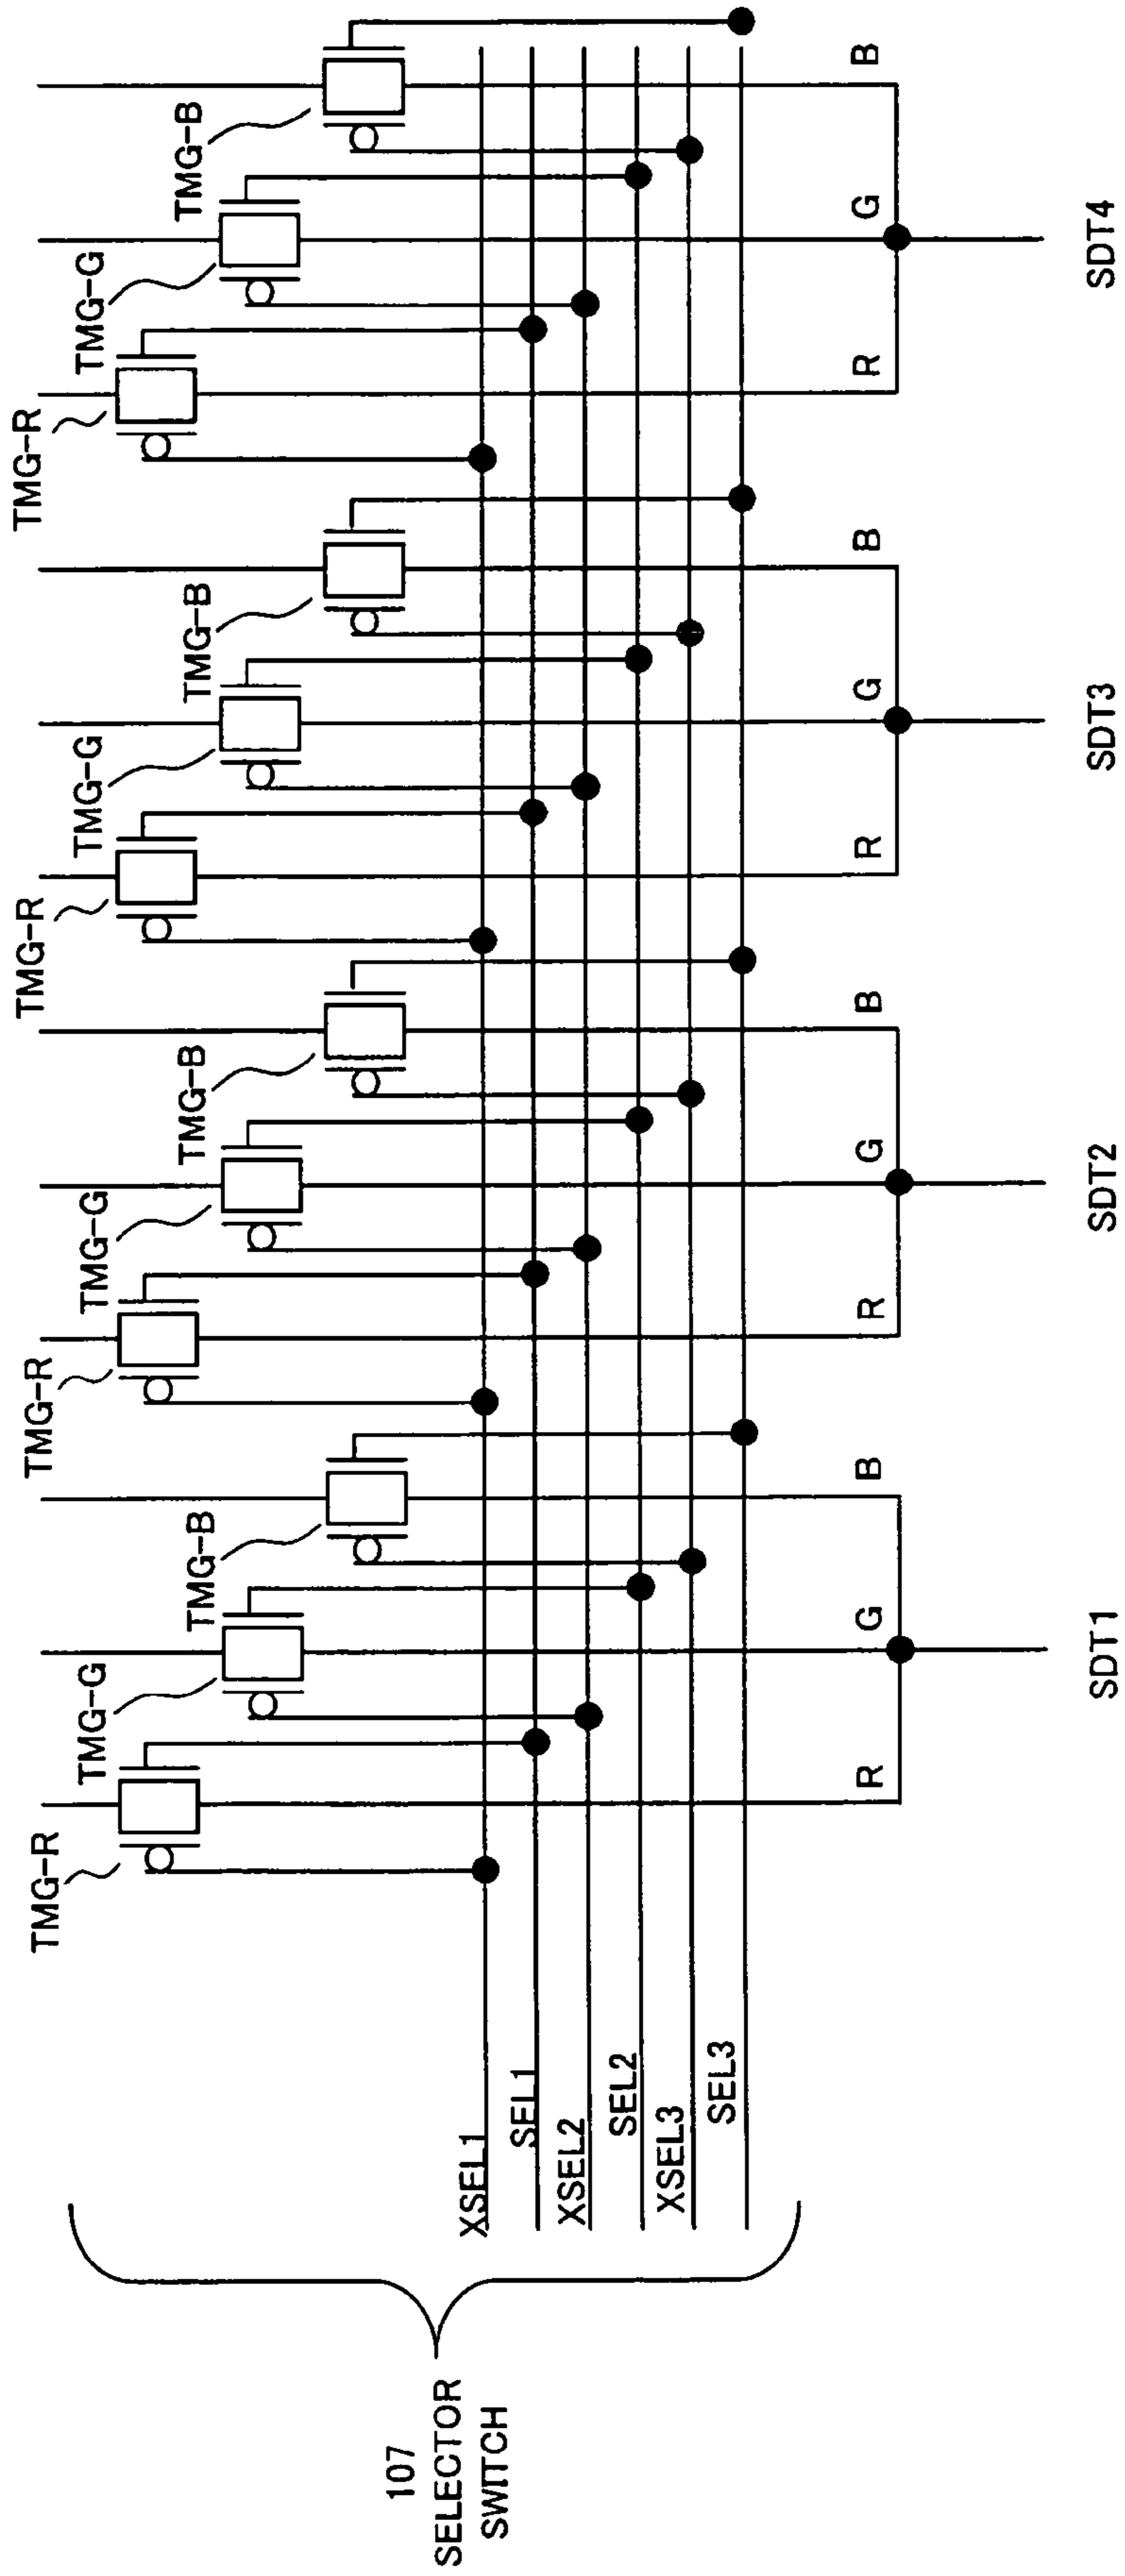 107
SELECTOR
SWITCH
XSEL1
SEL1
XSEL2
SEL2
XSEL3
SEL3
TMG-R
TMG-G
TMG-B
R
G
B
SDT1
TMG-R
TMG-G
TMG-B
R
G
B
SDT2
TMG-R
TMG-G
TMG-B
R
G
B
SDT3
TMG-R
TMG-G
TMG-B
R
G
B
SDT4